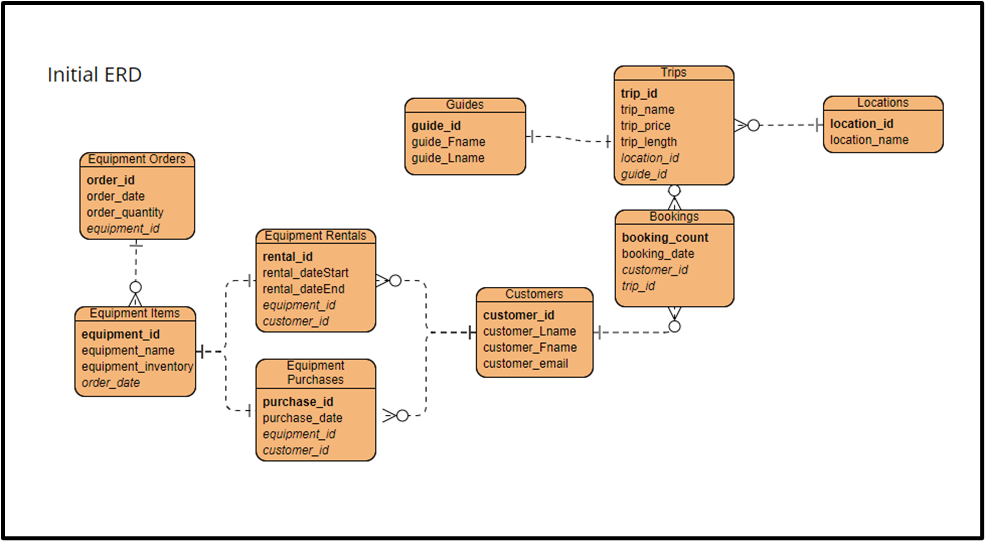 Initial ERD
Trips
trip_id
trip_name
trip_price
trip_length
location_id
guide_id
Guides
guide_id
guide_Fname
guide_Lname
Locations
location_id
location_name
Equipment Orders
order_id
order_date
order_quantity
equipment_id
Bookings
booking_count
booking_date
customer_id
trip_id
Equipment Rentals
rental_id
rental_dateStart
rental_dateEnd
equipment_id
customer_id
Customers
customer_id
customer_Lname
customer_Fname
customer_email
Equipment Items
equipment_id
equipment_name
equipment_inventory
order_date
Equipment
Purchases
purchase_id
purchase_date
equipment_id
customer_id